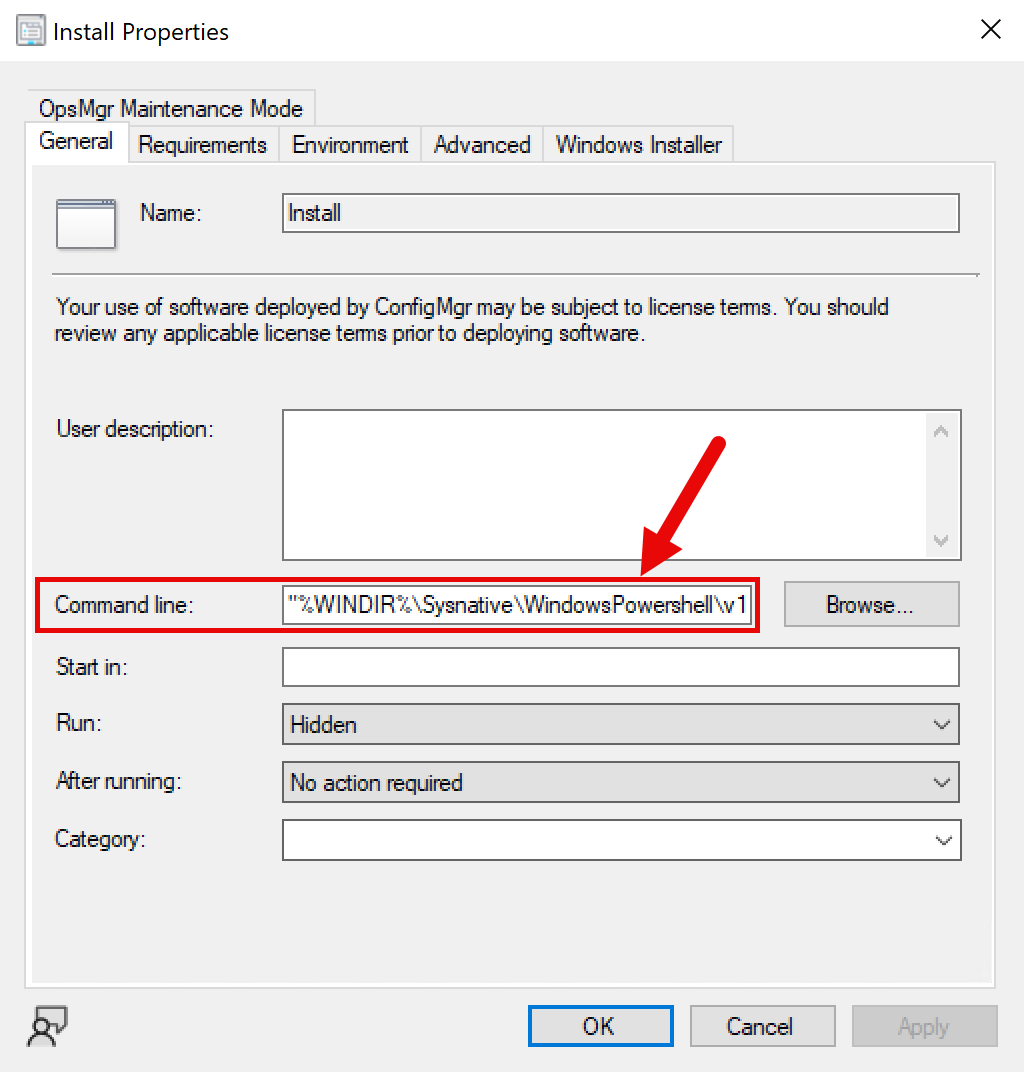 Install Properties
OpsMgr Maintenance Mode
General Requirements Environment Advanced Windows Installer
Name: Install
Your use of software deployed by ConfigMgr may be subject to license terms. You should
review any applicable license terms prior to deploying software.
User description:
Command line: "%WINDIR%\Sysnative\WindowsPowershell\v1 Browse...
Start in:
Run: Hidden
After running: No action required
Category:
OK Cancel Apply